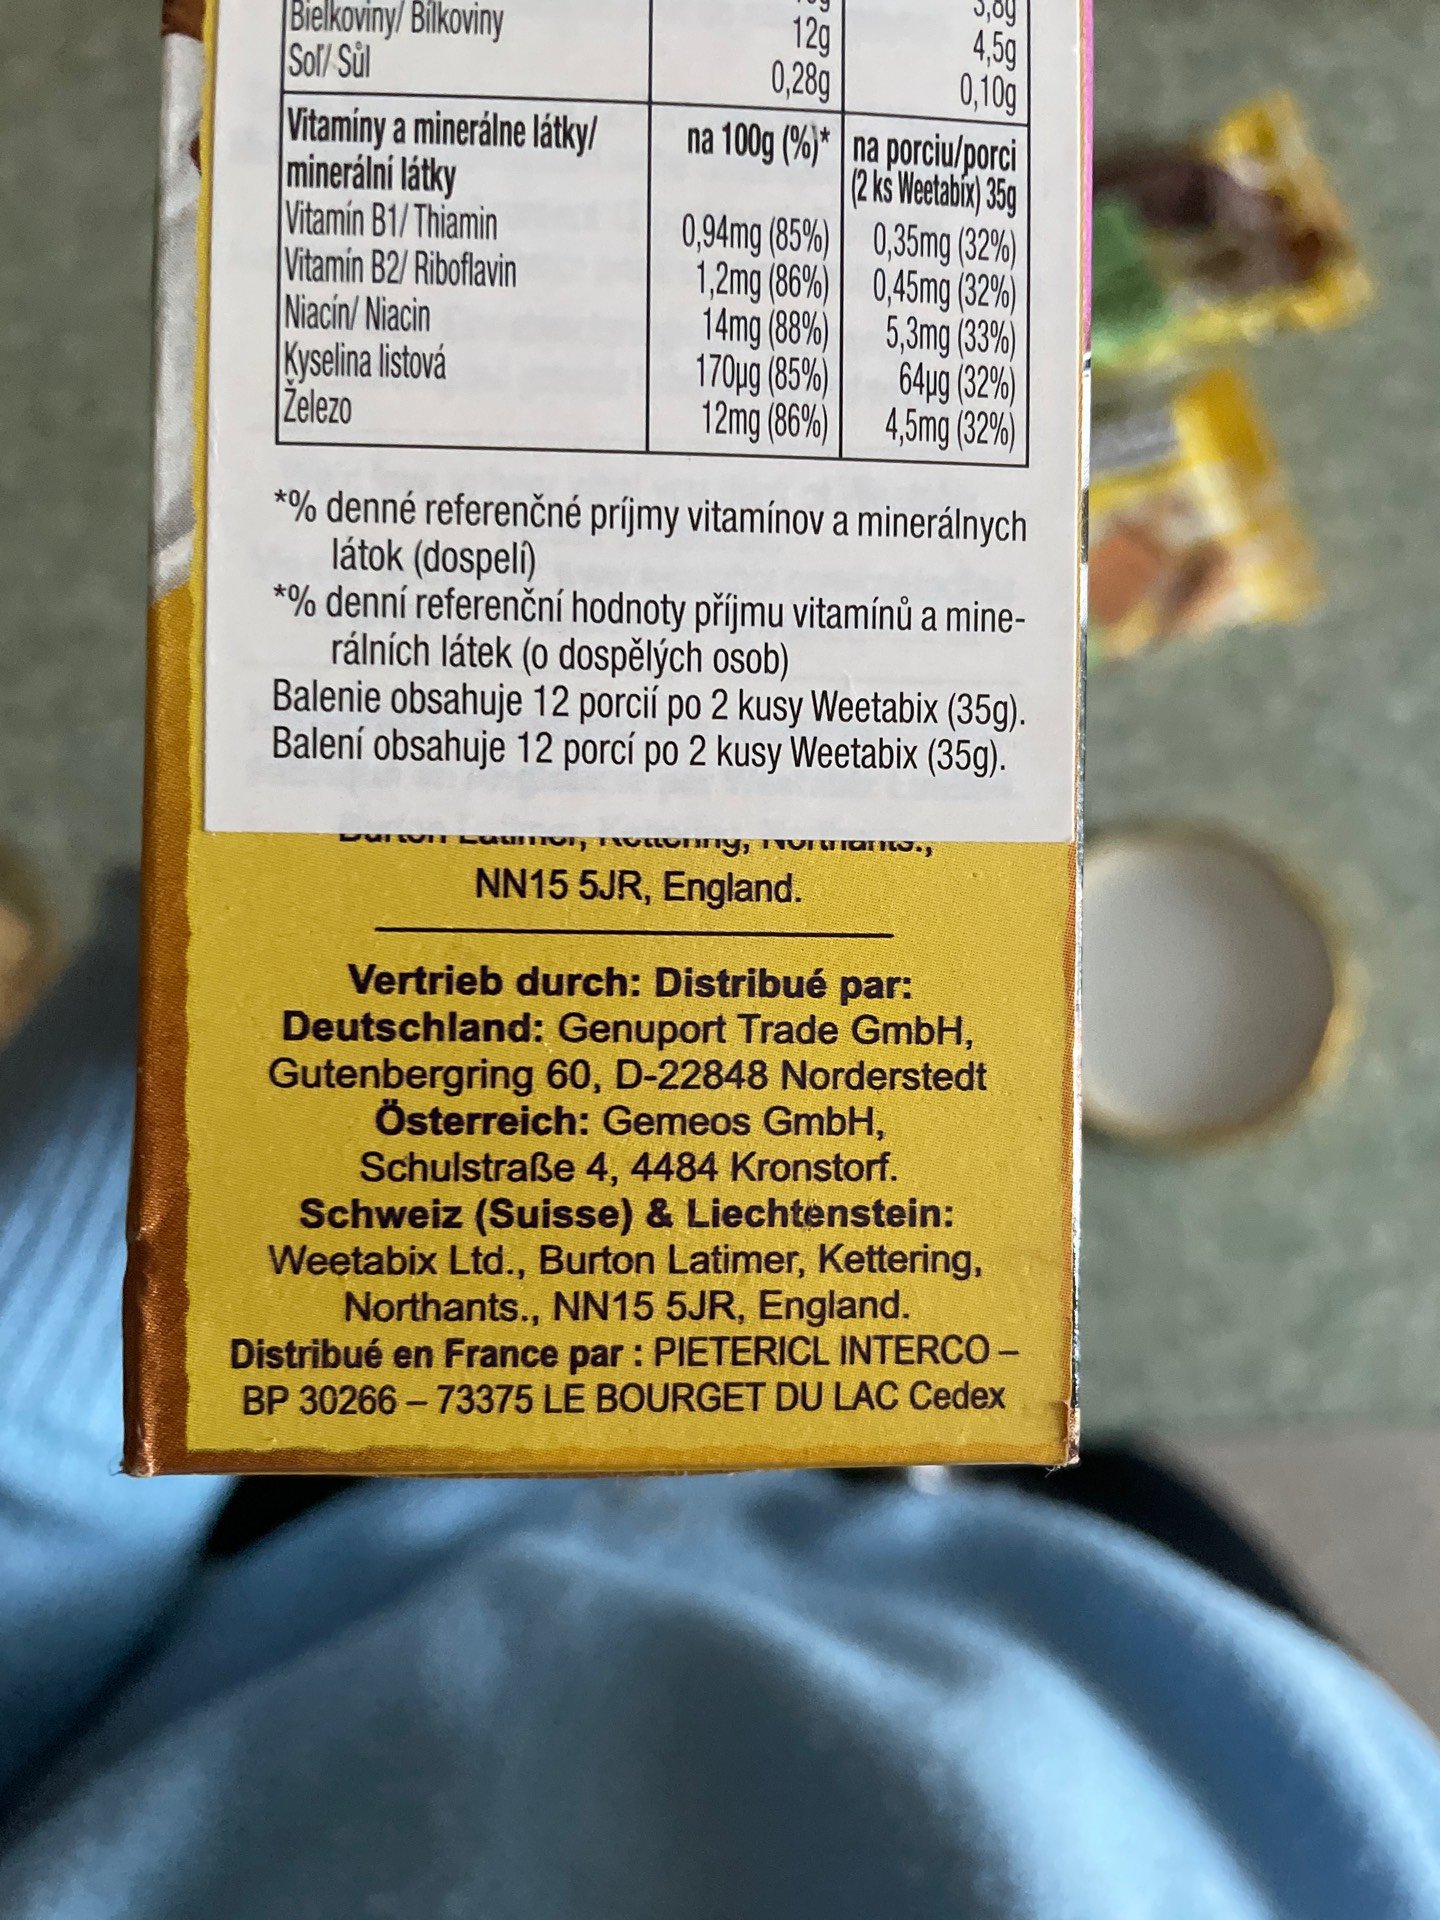 Bielkoviny/ Bílkoviny 12g 4,5g
Soľ/ Sůl 0,28g 0,10g
Vitamíny a minerálne látky/ minerální látky na 100g (%)* na porciu/porci (2 ks Weetabix) 35g
Vitamín B1/ Thiamin 0,94mg (85%) 0,35mg (32%)
Vitamín B2/ Riboflavin 1,2mg (86%) 0,45mg (32%)
Niacín/ Niacin 14mg (88%) 5,3mg (33%)
Kyselina listová 170µg (85%) 64µg (32%)
Železo 12mg (86%) 4,5mg (32%)
*% denné referenčné príjmy vitamínov a minerálnych
látok (dospelí)
*% denní referenční hodnoty příjmu vitamínů a mine-
rálních látek (o dospělých osob)
Balenie obsahuje 12 porcií po 2 kusy Weetabix (35g).
Balení obsahuje 12 porcí po 2 kusy Weetabix (35g).
Burton Latimer, Kettering, Northants.,
NN15 5JR, England.
Vertrieb durch: Distribué par:
Deutschland: Genuport Trade GmbH,
Gutenbergring 60, D-22848 Norderstedt
Österreich: Gemeos GmbH,
Schulstraße 4, 4484 Kronstorf.
Schweiz (Suisse) & Liechtenstein:
Weetabix Ltd., Burton Latimer, Kettering,
Northants., NN15 5JR, England.
Distribué en France par : PIETERICL INTERCO –
BP 30266 – 73375 LE BOURGET DU LAC Cedex